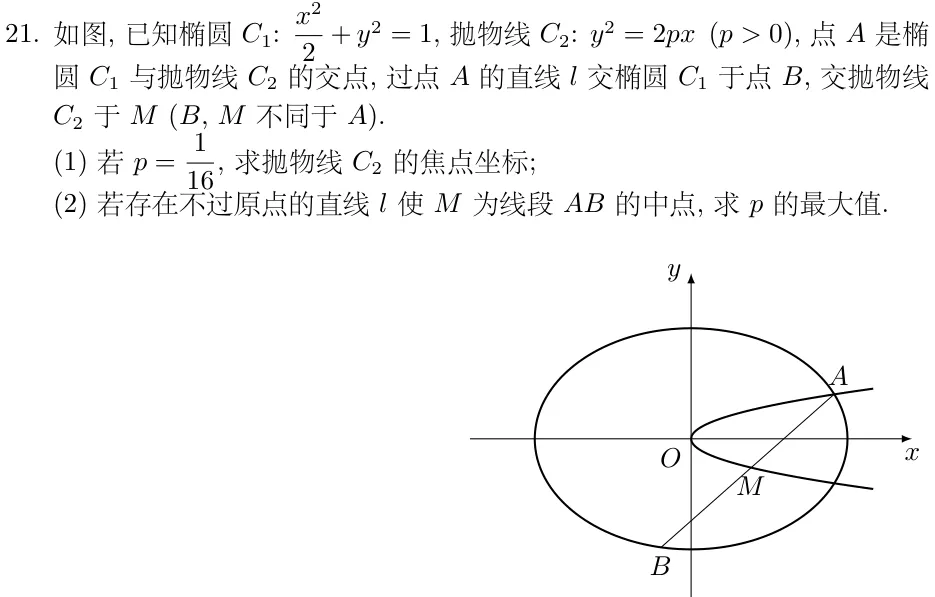 21. 如图, 已知椭圆 C₁: x²/2 + y² = 1, 抛物线 C₂: y² = 2px (p > 0), 点 A 是椭
圆 C₁ 与抛物线 C₂ 的交点, 过点 A 的直线 l 交椭圆 C₁ 于点 B, 交抛物线
C₂ 于 M (B, M 不同于 A).
(1) 若 p = 1/16, 求抛物线 C₂ 的焦点坐标;
(2) 若存在不过原点的直线 l 使 M 为线段 AB 的中点, 求 p 的最大值.
y
A
O
x
M
B